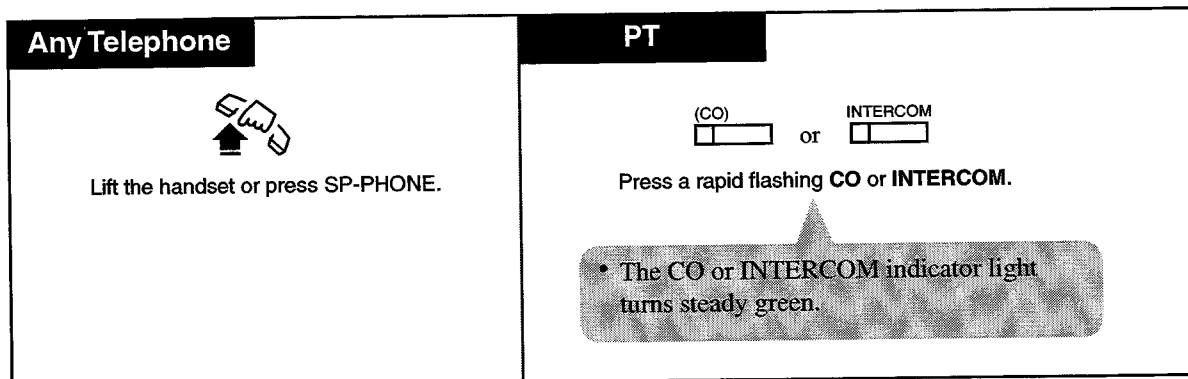 Any Telephone
Lift the handset or press SP-PHONE.
PT
(CO)
or
INTERCOM
Press a rapid flashing CO or INTERCOM.
• The CO or INTERCOM indicator light
turns steady green.